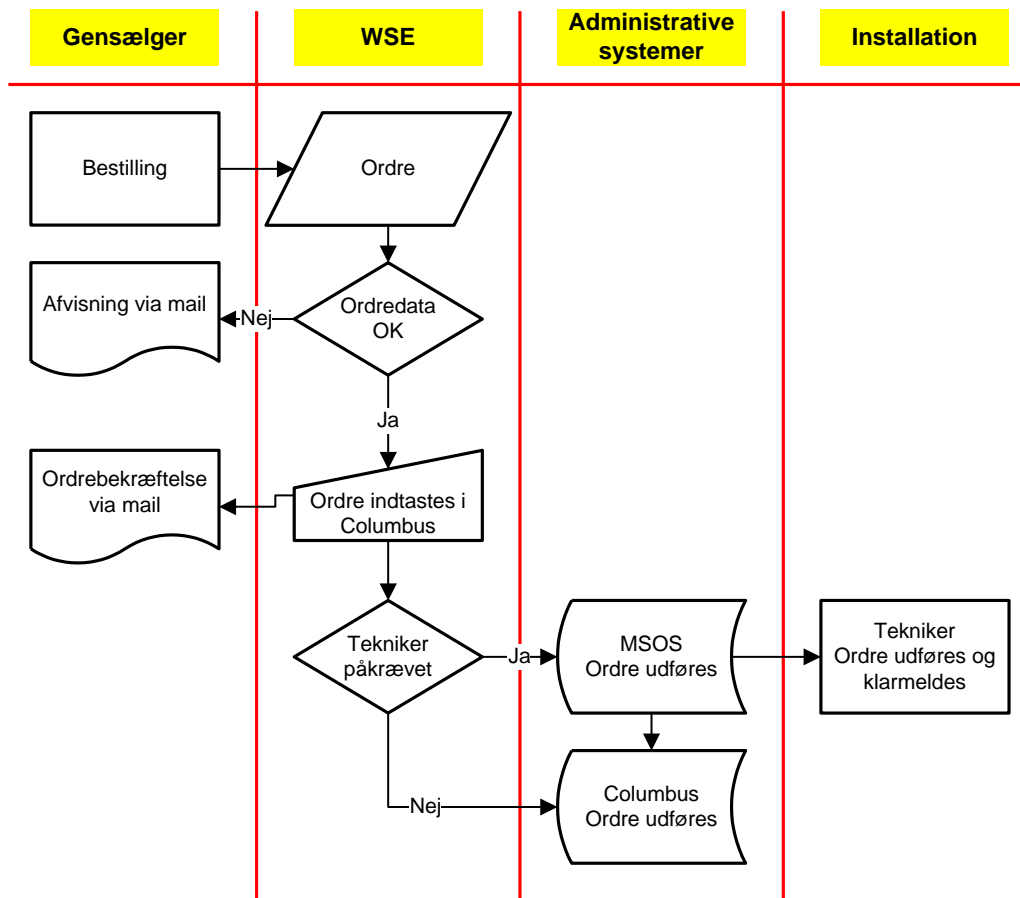 Gensælger
WSE
Administrative
systemer
Installation
Bestilling
Ordre
Afvisning via mail
Nej
Ordredata
OK
Ja
Ordrebekræftelse
via mail
Ordre indtastes i
Columbus
Tekniker
påkrævet
Ja
MSOS
Ordre udføres
Tekniker
Ordre udføres og
klarmeldes
Nej
Columbus
Ordre udføres